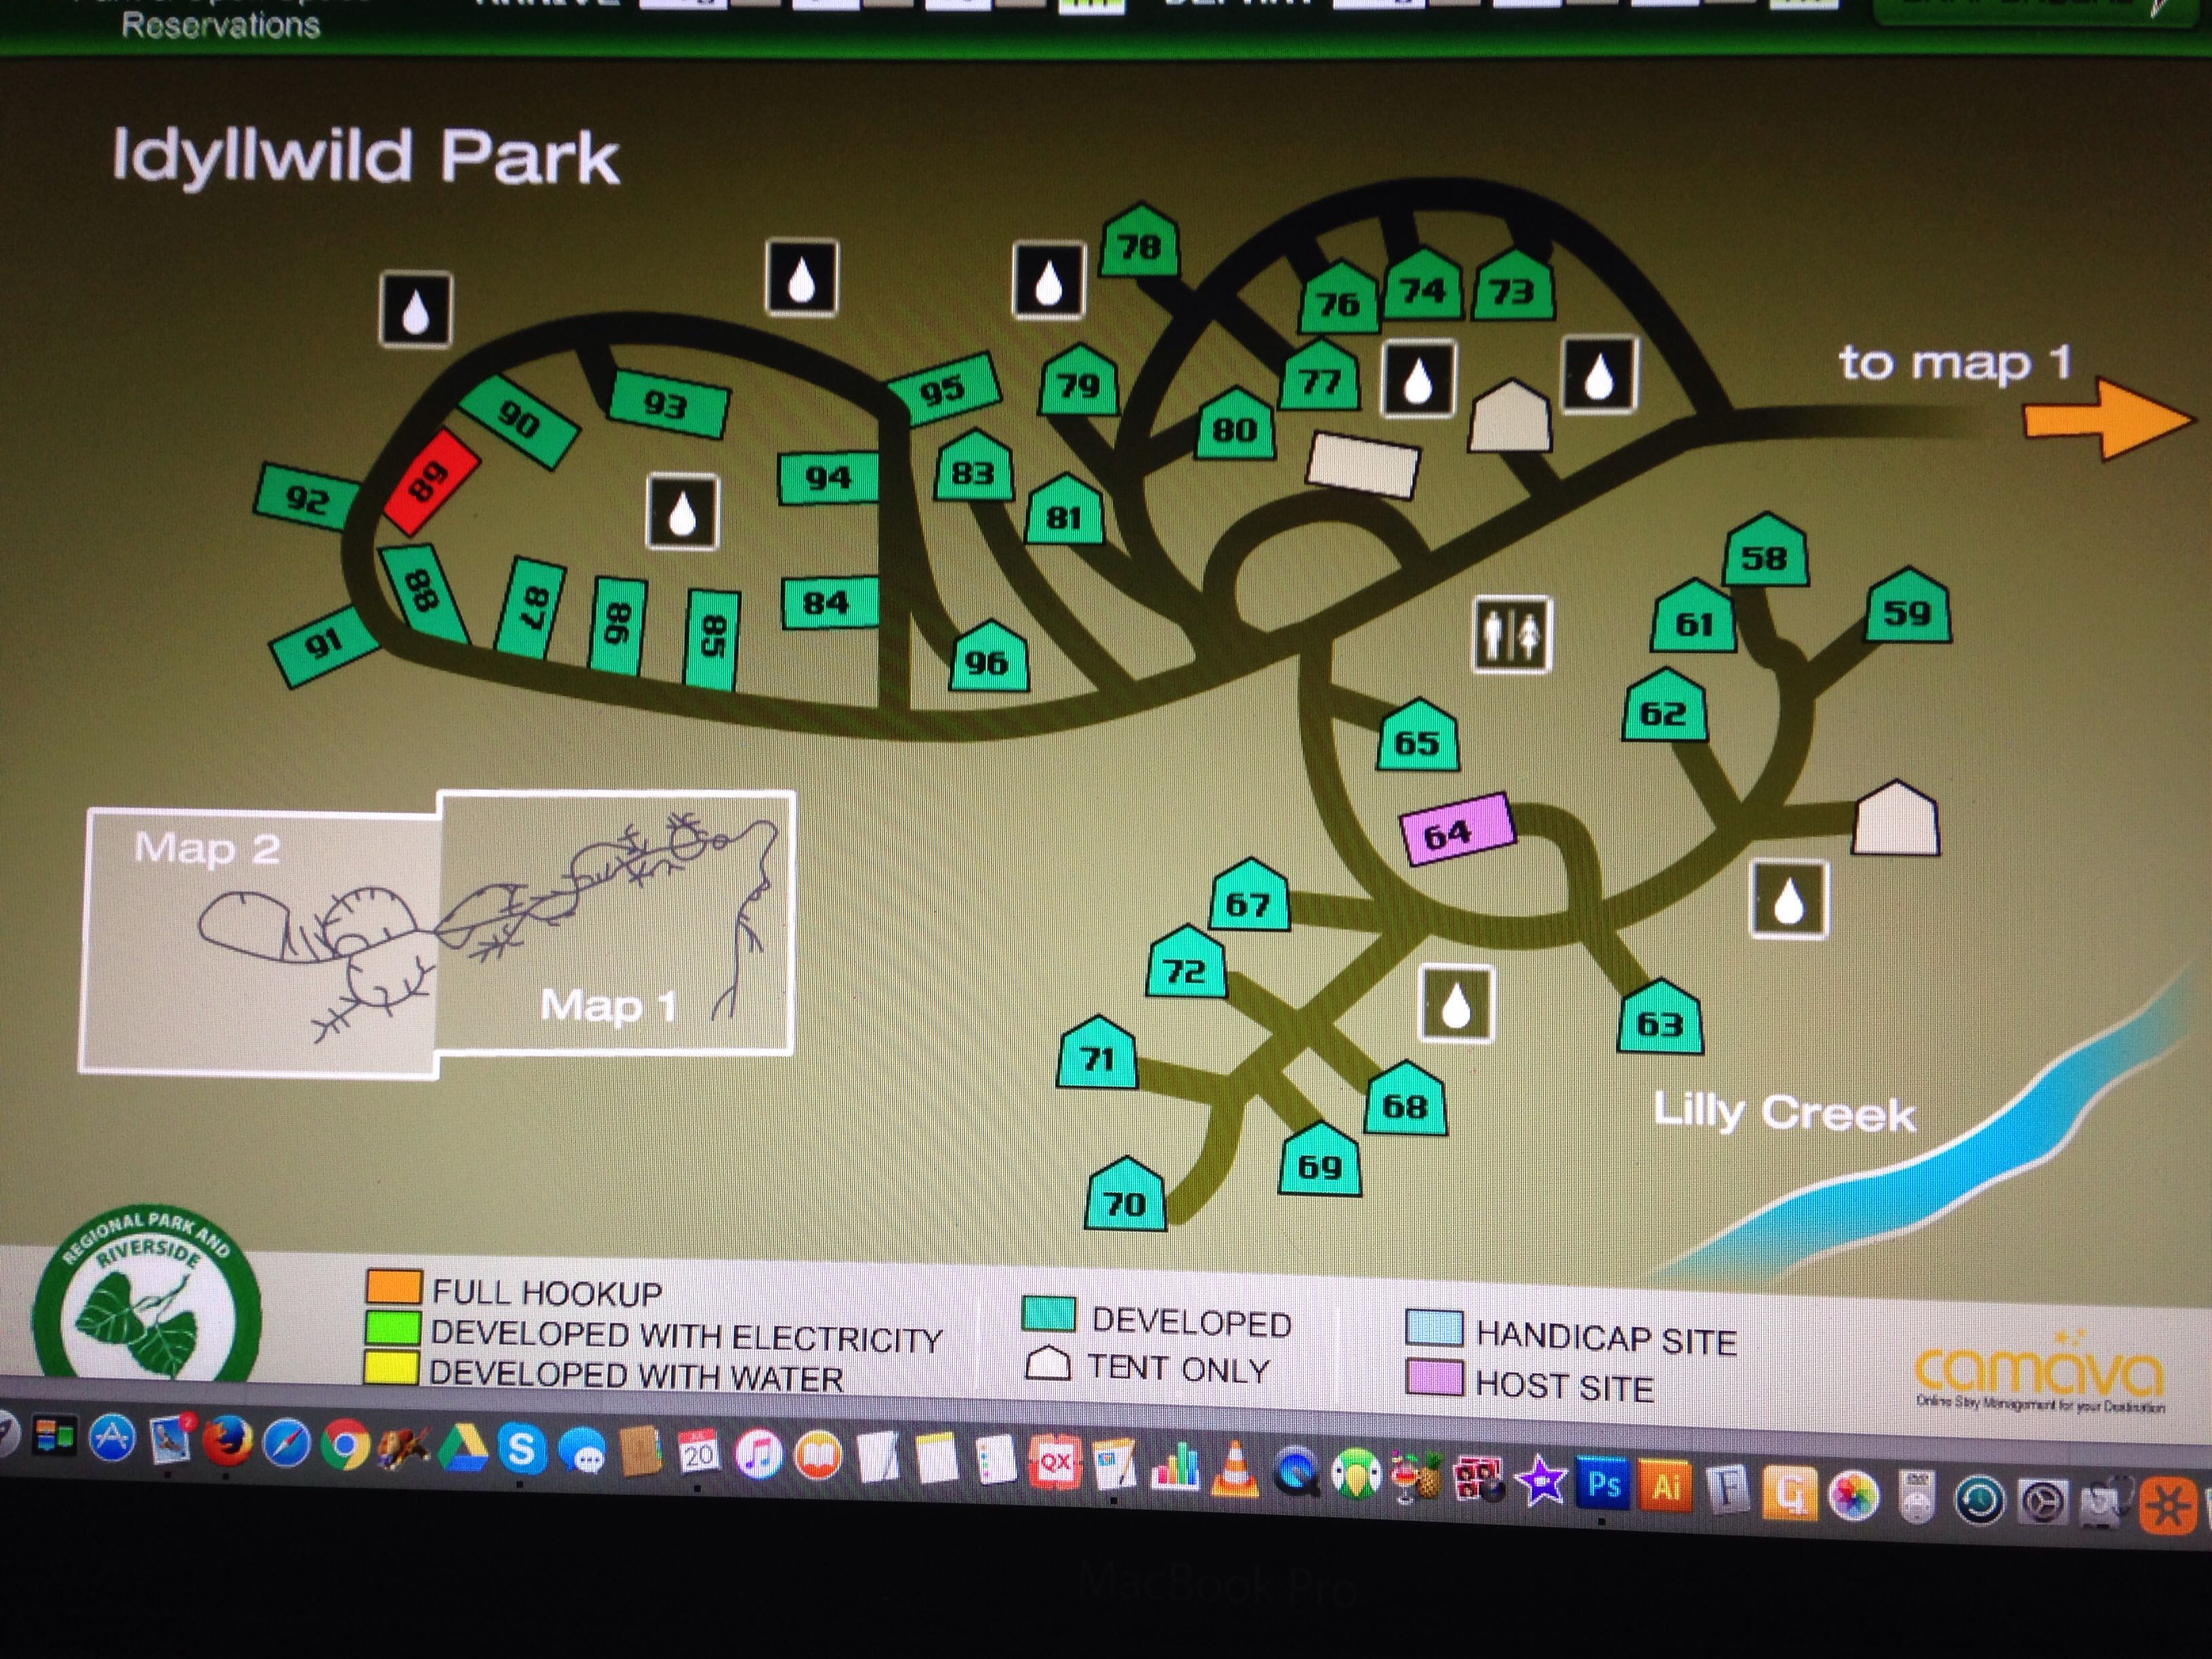 Reservations
Idyllwild Park
78
76
74
73
to map 1
95
79
77
90
93
80
89
94
83
92
81
58
88
87
86
85
84
61
59
91
96
62
65
64
Map 2
67
72
Map 1
71
63
68
Lilly Creek
69
70
REGIONAL PARK AND
RIVERSIDE
FULL HOOKUP
DEVELOPED WITH ELECTRICITY
DEVELOPED WITH WATER
DEVELOPED
TENT ONLY
HANDICAP SITE
HOST SITE
camava
Online Stay Management for your Destination
2
20
QX
Ps
Ai
MacBook Pro